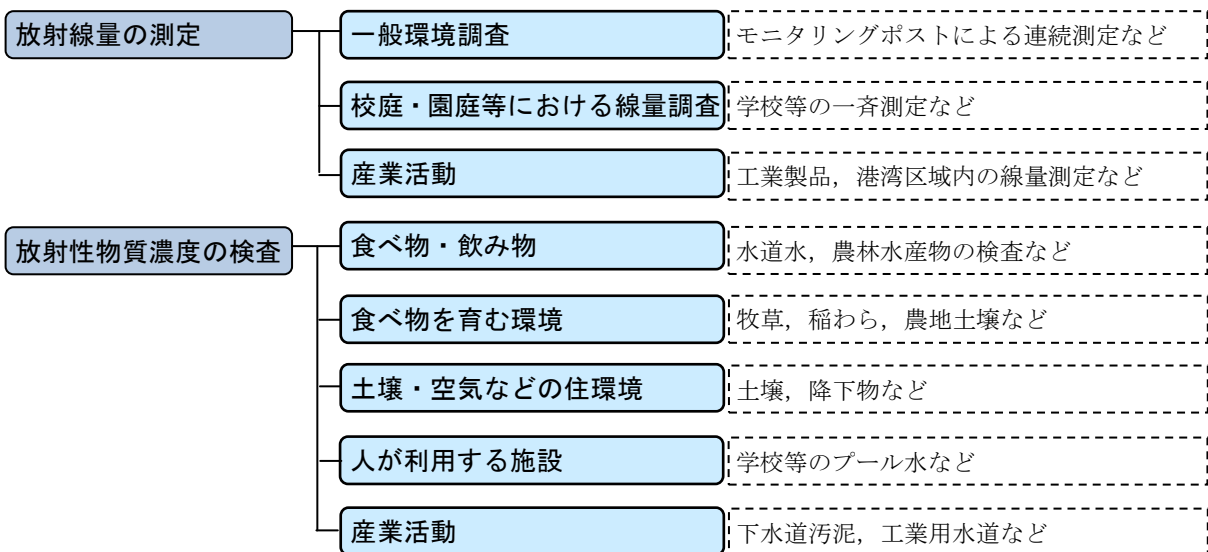 放射線量の測定
一般環境調査
モニタリングポストによる連続測定など
校庭・園庭等における線量調査
学校等の一斉測定など
産業活動
工業製品，港湾区域内の線量測定など
放射性物質濃度の検査
食べ物・飲み物
水道水，農林水産物の検査など
食べ物を育む環境
牧草，稲わら，農地土壌など
土壌・空気などの住環境
土壌，降下物など
人が利用する施設
学校等のプール水など
産業活動
下水道汚泥，工業用水道など